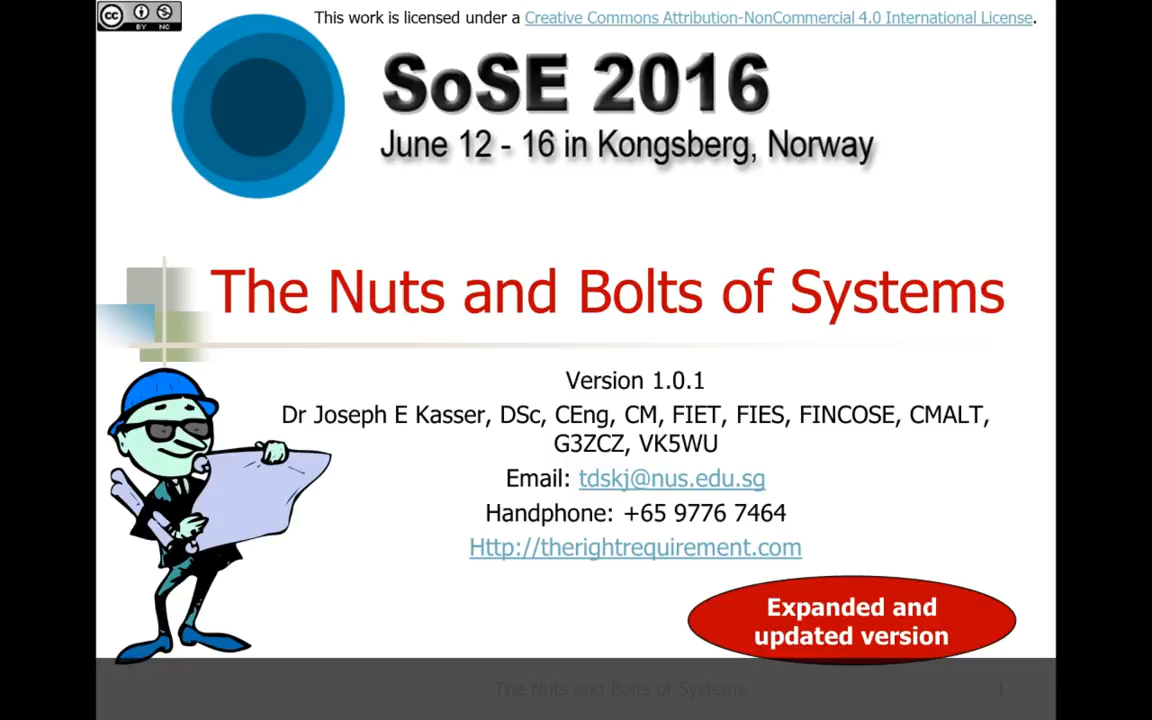 This work is licensed under a Creative Commons Attribution-NonCommercial 4.0 International License.
cc
BY NC
SoSE 2016
June 12 - 16 in Kongsberg, Norway
The Nuts and Bolts of Systems
Version 1.0.1
Dr Joseph E Kasser, DSc, CEng, CM, FIET, FIES, FINCOSE, CMALT,
G3ZCZ, VK5WU
Email: tdskj@nus.edu.sg
Handphone: +65 9776 7464
Http://therightrequirement.com
Expanded and
updated version
The Nuts and Bolts of Systems
1